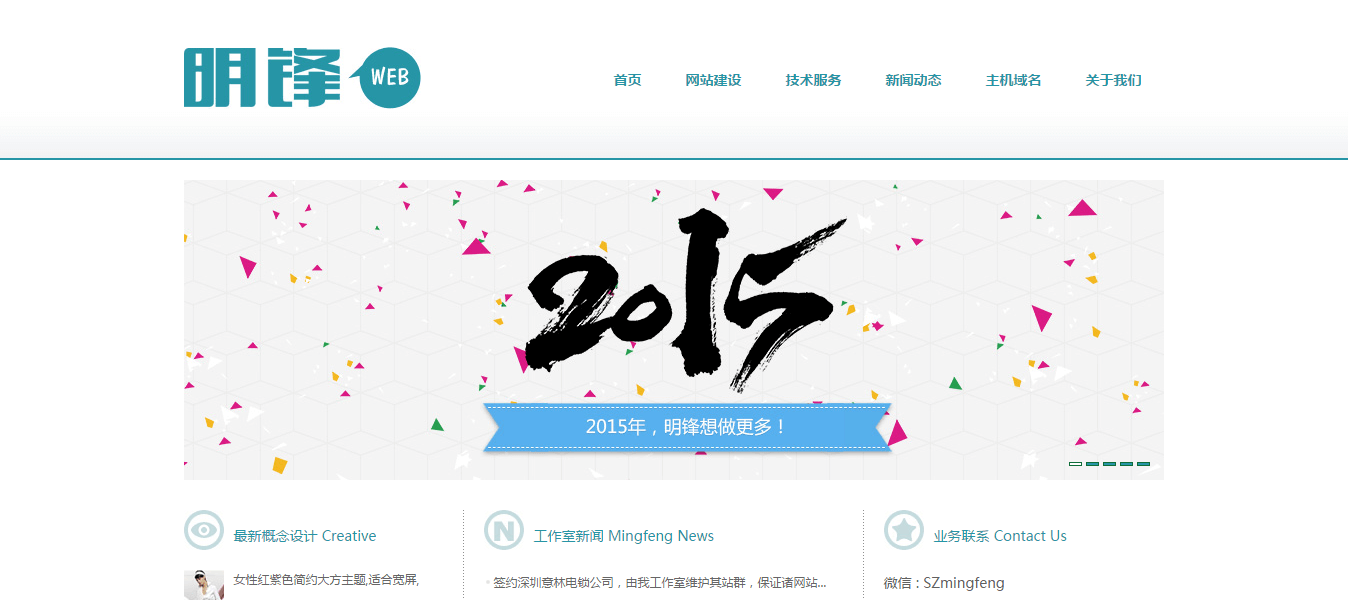 明锋 WEB
首页 网站建设 技术服务 新闻动态 主机域名 关于我们
2015
2015年，明锋想做更多！
最新概念设计 Creative
女性红紫色简约大方主题,适合宽屏,
N 工作室新闻 Mingfeng News
签约深圳意林电锁公司，由我工作室维护其站群，保证诸网站...
业务联系 Contact Us
微信 : SZmingfeng